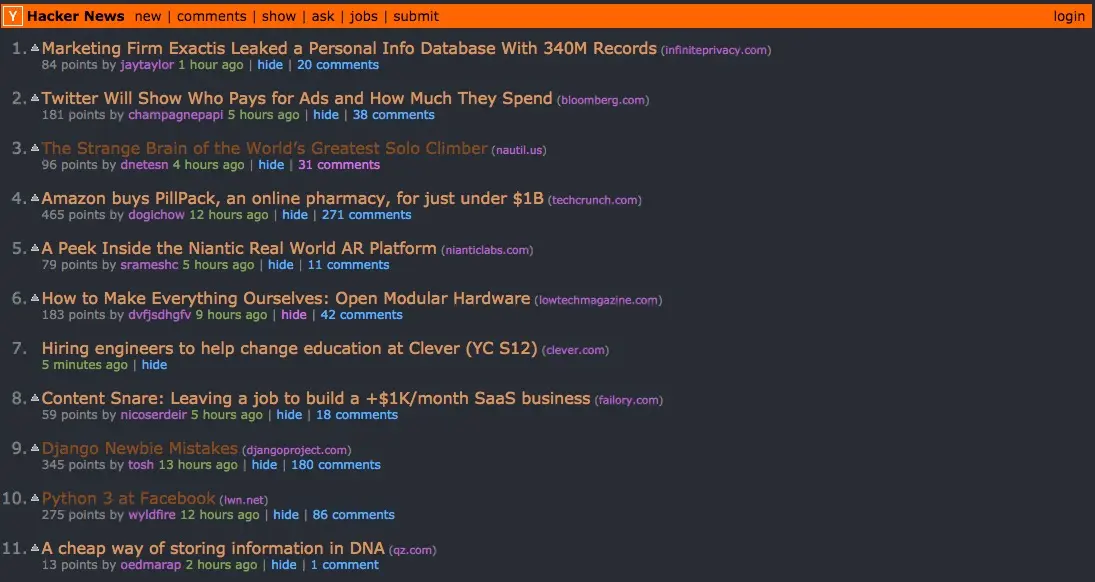 Y Hacker News new | comments | show | ask | jobs | submit login
1. Marketing Firm Exactis Leaked a Personal Info Database With 340M Records (infiniteprivacy.com)
84 points by jaytaylor 1 hour ago | hide | 20 comments
2. Twitter Will Show Who Pays for Ads and How Much They Spend (bloomberg.com)
181 points by champagnepapi 5 hours ago | hide | 38 comments
3. The Strange Brain of the World’s Greatest Solo Climber (nautil.us)
96 points by dnetesn 4 hours ago | hide | 31 comments
4. Amazon buys PillPack, an online pharmacy, for just under $1B (techcrunch.com)
465 points by dogichow 12 hours ago | hide | 271 comments
5. A Peek Inside the Niantic Real World AR Platform (nianticlabs.com)
79 points by srameshc 5 hours ago | hide | 11 comments
6. How to Make Everything Ourselves: Open Modular Hardware (lowtechmagazine.com)
183 points by dvfjsdhgfv 9 hours ago | hide | 42 comments
7. Hiring engineers to help change education at Clever (YC S12) (clever.com)
5 minutes ago | hide
8. Content Snare: Leaving a job to build a +$1K/month SaaS business (failory.com)
59 points by nicoserdeir 5 hours ago | hide | 18 comments
9. Django Newbie Mistakes (djangoproject.com)
345 points by tosh 13 hours ago | hide | 180 comments
10. Python 3 at Facebook (lwn.net)
275 points by wyldfire 12 hours ago | hide | 86 comments
11. A cheap way of storing information in DNA (qz.com)
13 points by oedmarap 2 hours ago | hide | 1 comment